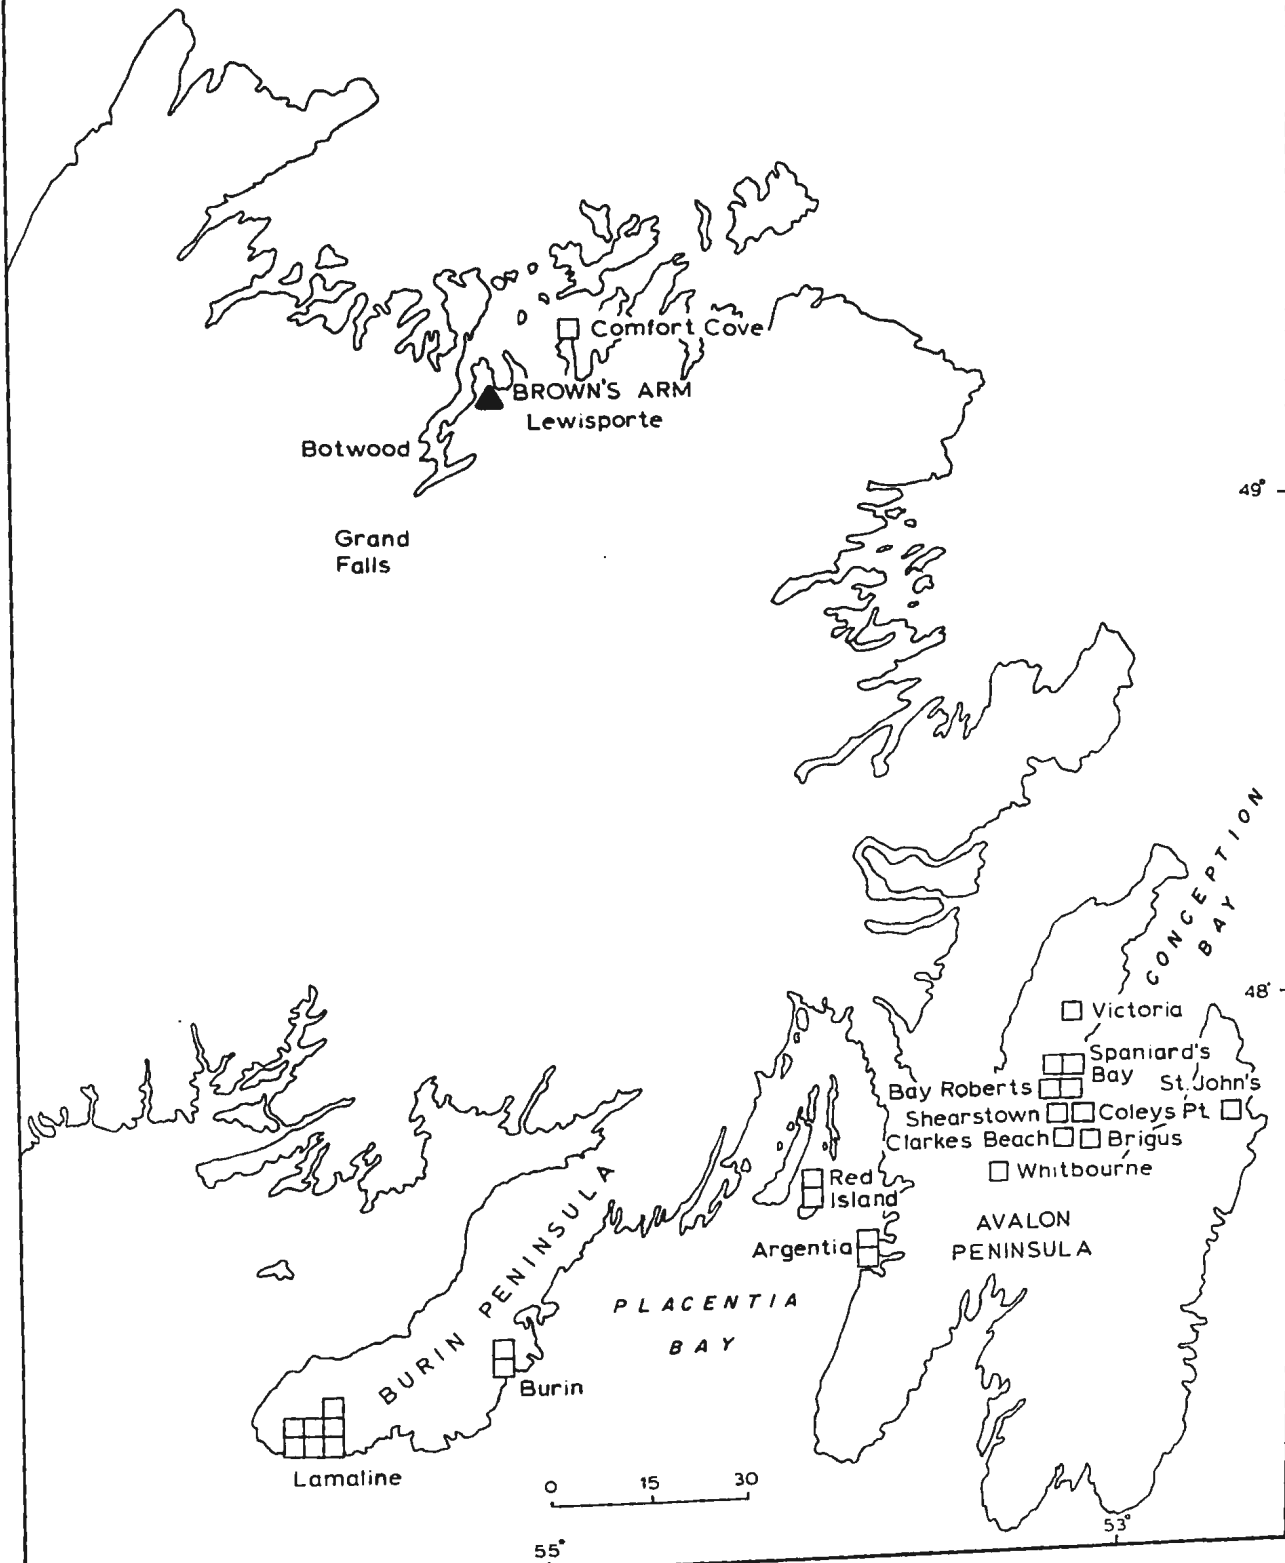 Comfort Cove
BROWN'S ARM
Lewisporte
Botwood
49°
Grand
Falls
CONCEPTION
BAY
48°
Victoria
Spaniard's
Bay
Bay Roberts
St. John's
Shearstown
Coleys Pt.
Clarkes Beach
Brigus
Whitbourne
Red
Island
AVALON
PENINSULA
Argentia
PLACENTIA
BAY
BURIN PENINSULA
Burin
Lamaline
0 15 30
53°
55°